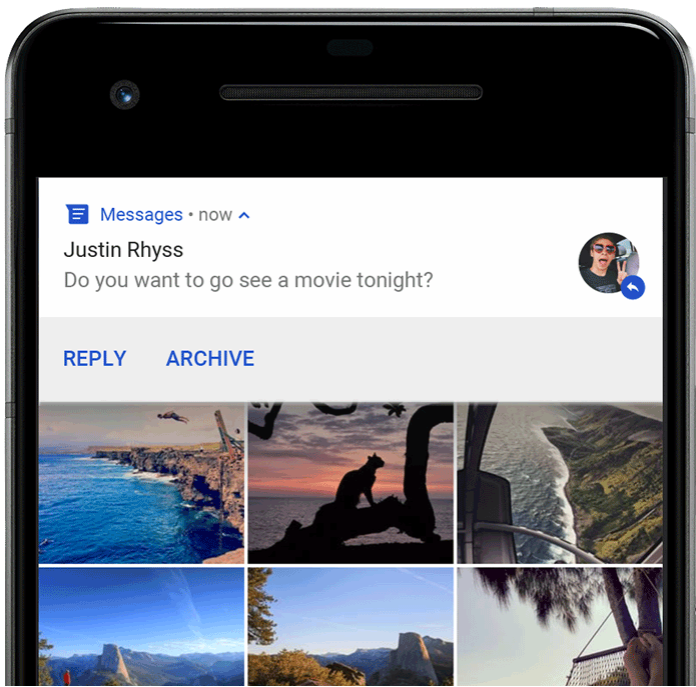 Messages • now
Justin Rhyss
Do you want to go see a movie tonight?
REPLY ARCHIVE